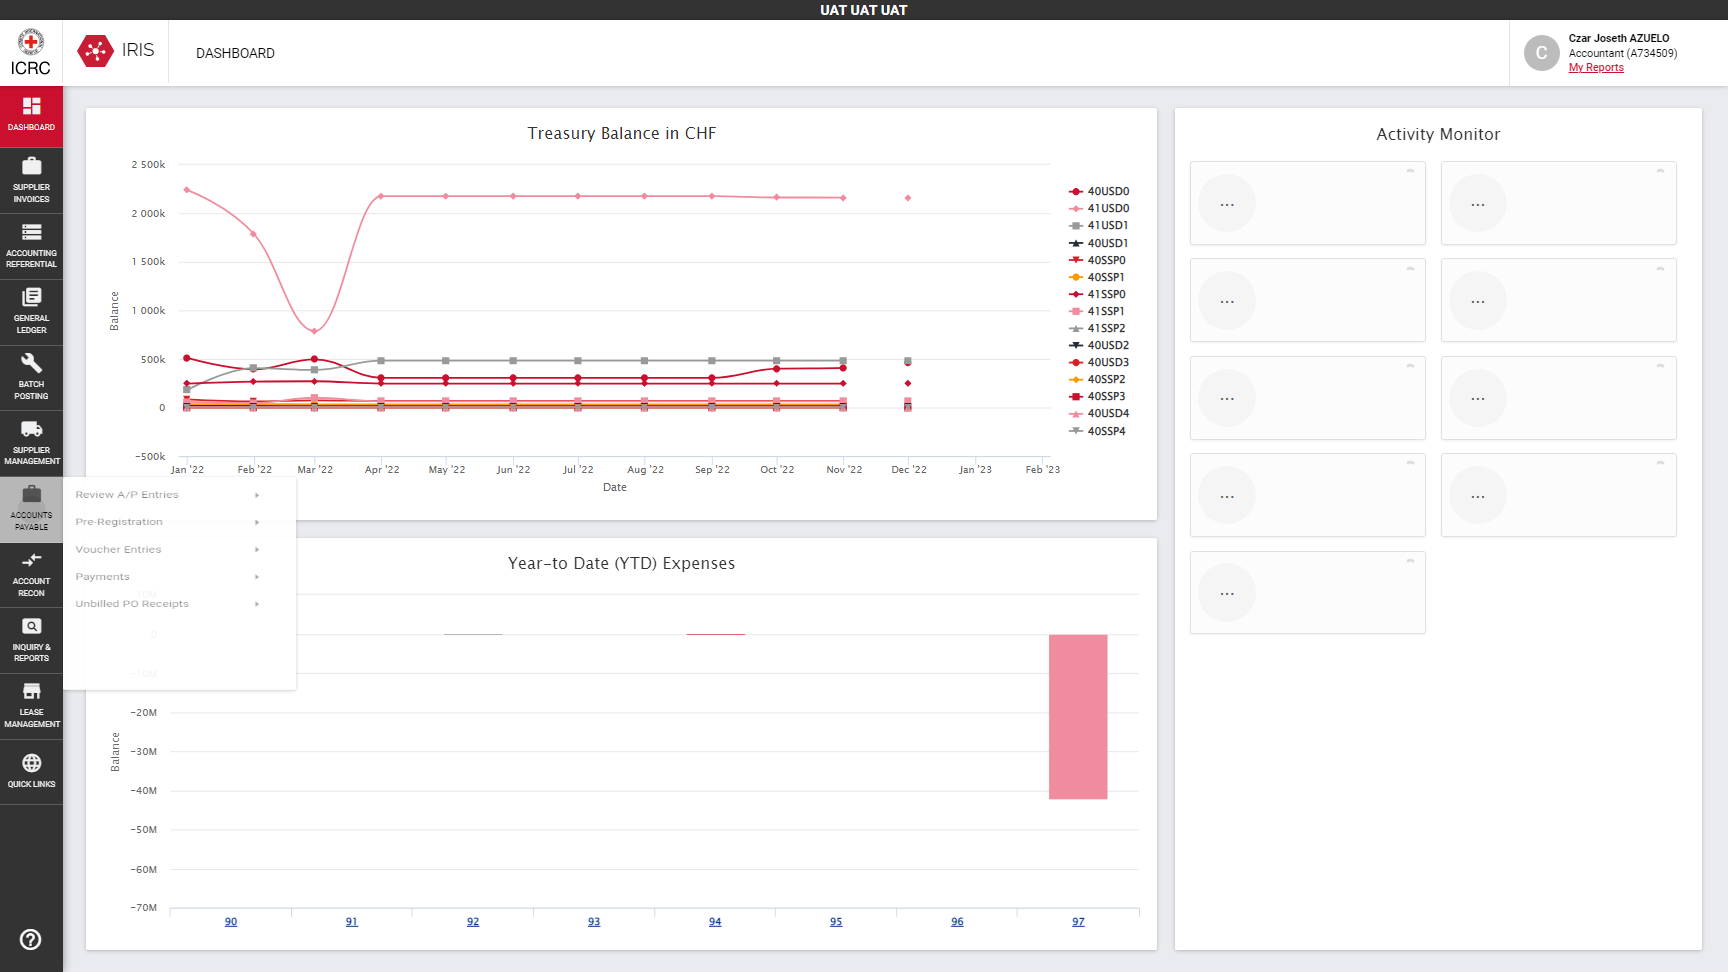 UAT UAT UAT
ICRC
IRIS
DASHBOARD
C
Czar Joseth AZUELO
Accountant (A734509)
My Reports
DASHBOARD
SUPPLIER
INVOICES
ACCOUNTING
REFERENTIAL
GENERAL
LEDGER
BATCH
POSTING
SUPPLIER
MANAGEMENT
ACCOUNTS
PAYABLE
ACCOUNT
RECON
INQUIRY &
REPORTS
LEASE
MANAGEMENT
QUICK LINKS
Review A/P Entries
Pre-Registration
Voucher Entries
Payments
Unbilled PO Receipts
Treasury Balance in CHF
Balance
2 500k
2 000k
1 500k
1 000k
500k
0
-500k
Jan '22 Feb '22 Mar '22 Apr '22 May '22 Jun '22 Jul '22 Aug '22 Sep '22 Oct '22 Nov '22 Dec '22 Jan '23 Feb '23
Date
40USD0
41USD0
41USD1
40USD1
40SSP0
40SSP1
41SSP0
41SSP1
41SSP2
40USD2
40USD3
40SSP2
40SSP3
40USD4
40SSP4
Year-to Date (YTD) Expenses
Balance
10M
0
-10M
-20M
-30M
-40M
-50M
-60M
-70M
90 91 92 93 94 95 96 97
Activity Monitor
... ...
... ...
... ...
... ...
...